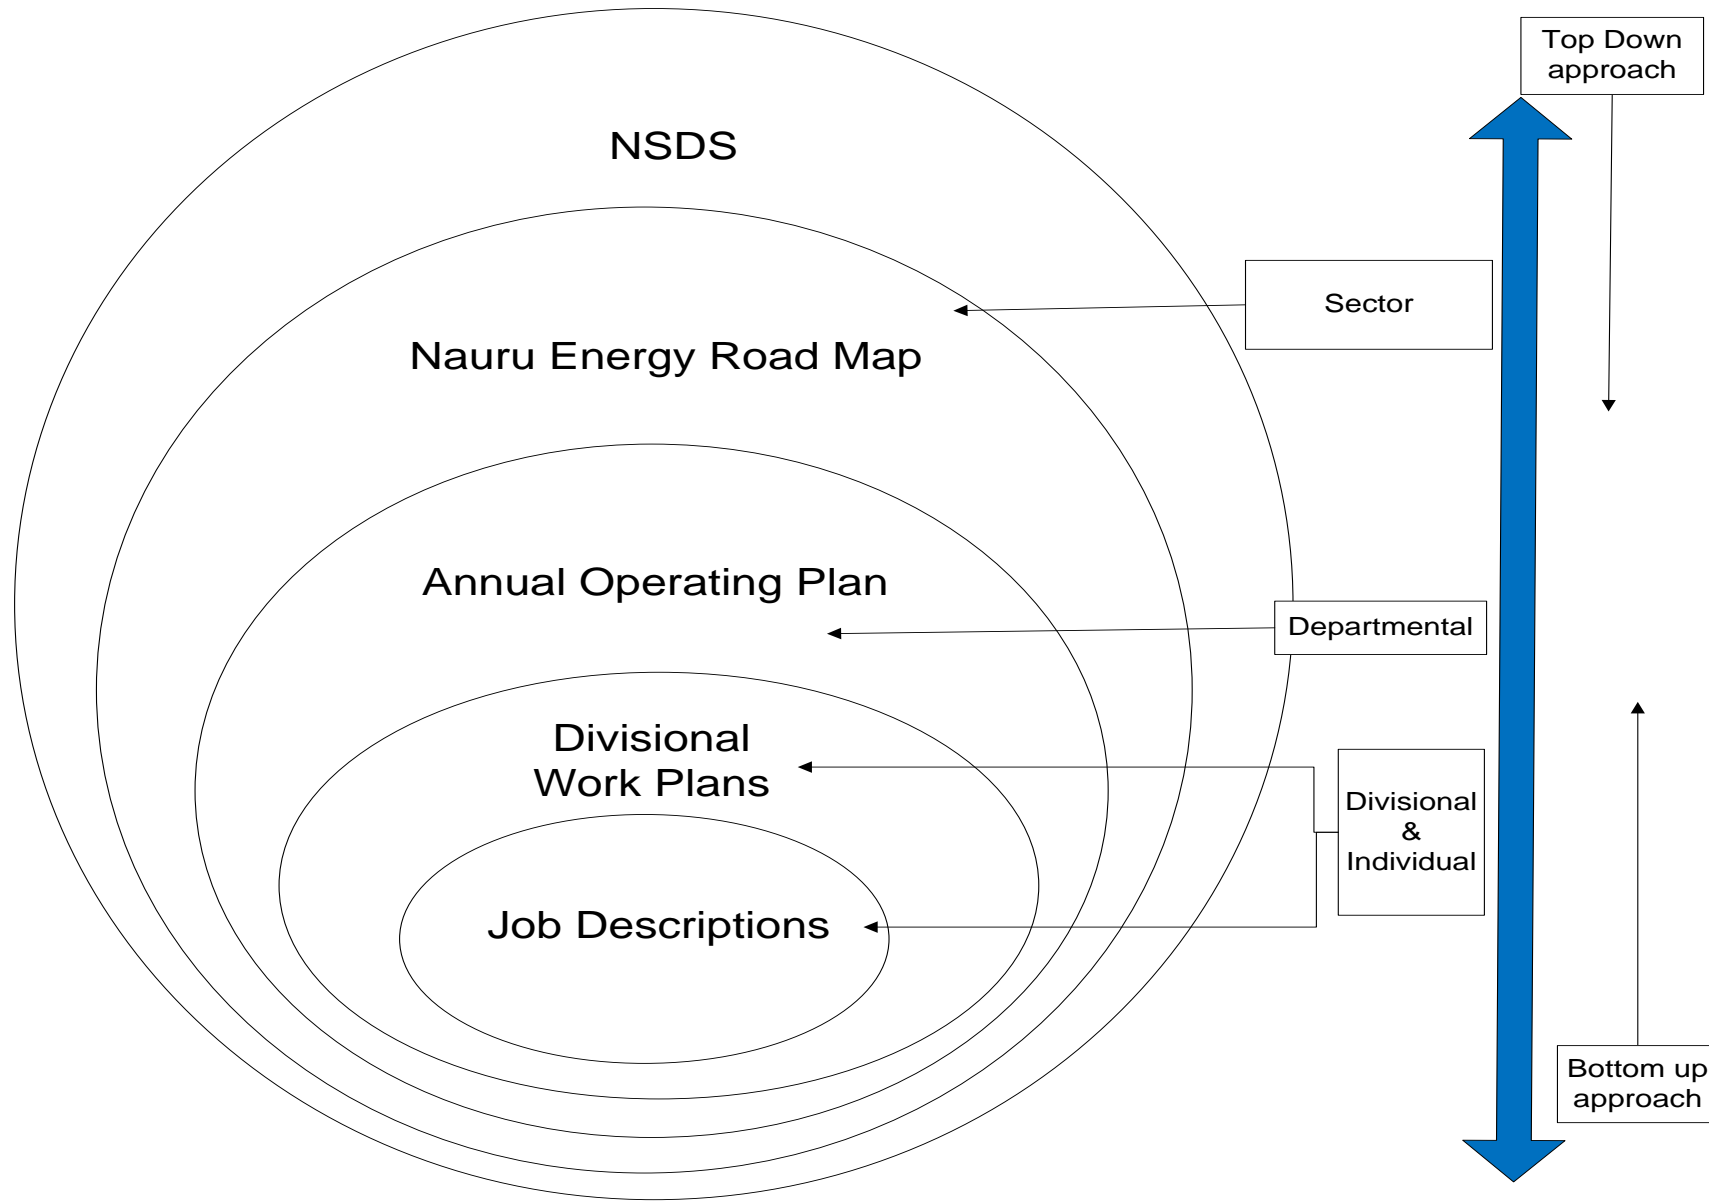 Top Down
approach
NSDS
Sector
Nauru Energy Road Map
Annual Operating Plan
Departmental
Divisional
Work Plans
Divisional
&
Individual
Job Descriptions
Bottom up
approach